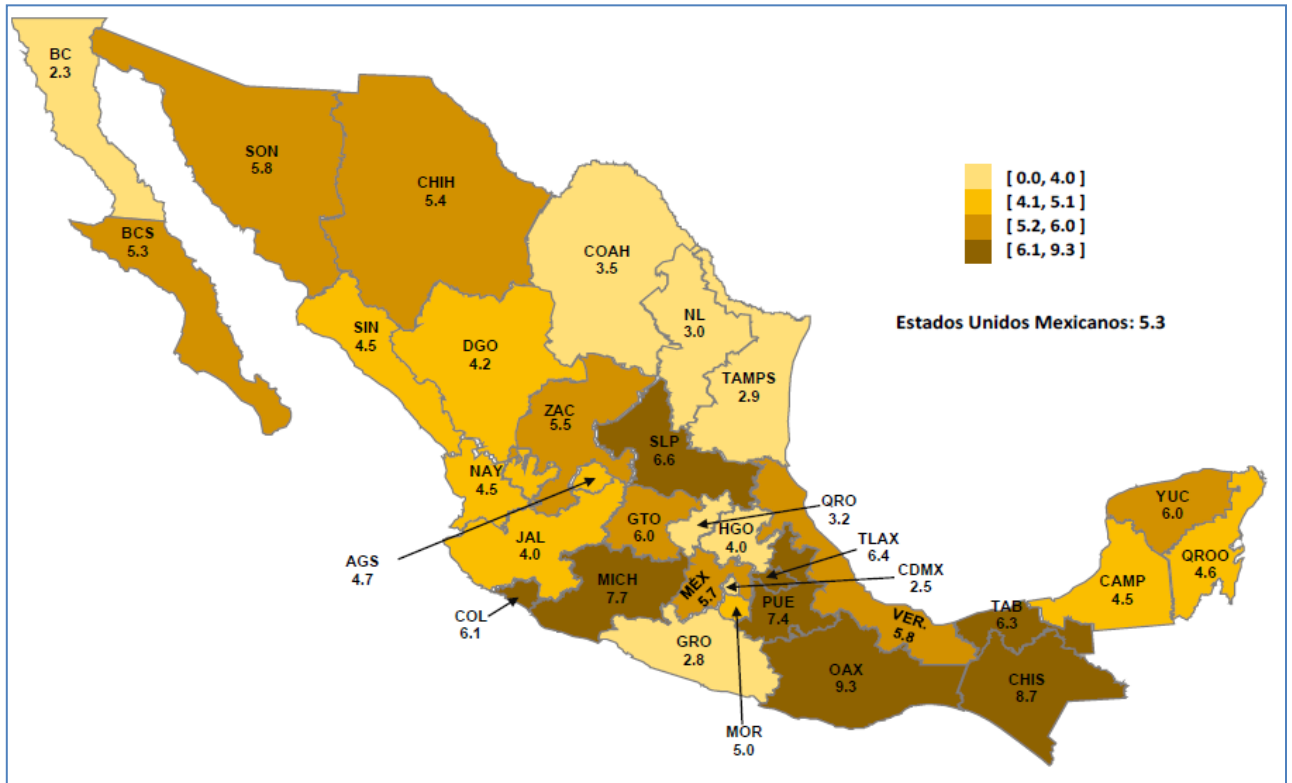 BC
2.3
SON
5.8
CHIH
5.4
BCS
5.3
COAH
3.5
[ 0.0, 4.0 ]
[ 4.1, 5.1 ]
[ 5.2, 6.0 ]
[ 6.1, 9.3 ]
Estados Unidos Mexicanos: 5.3
NL
3.0
SIN
4.5
DGO
4.2
TAMPS
2.9
ZAC
5.5
SLP
6.6
NAY
4.5
QRO
3.2
YUC
6.0
GTO
6.0
HGO
4.0
JAL
4.0
TLAX
6.4
AGS
4.7
CDMX
2.5
QROO
4.6
CAMP
4.5
MICH
7.7
MEX
5.7
PUE
7.4
COL
6.1
VER.
5.8
TAB
6.3
GRO
2.8
OAX
9.3
CHIS
8.7
MOR
5.0